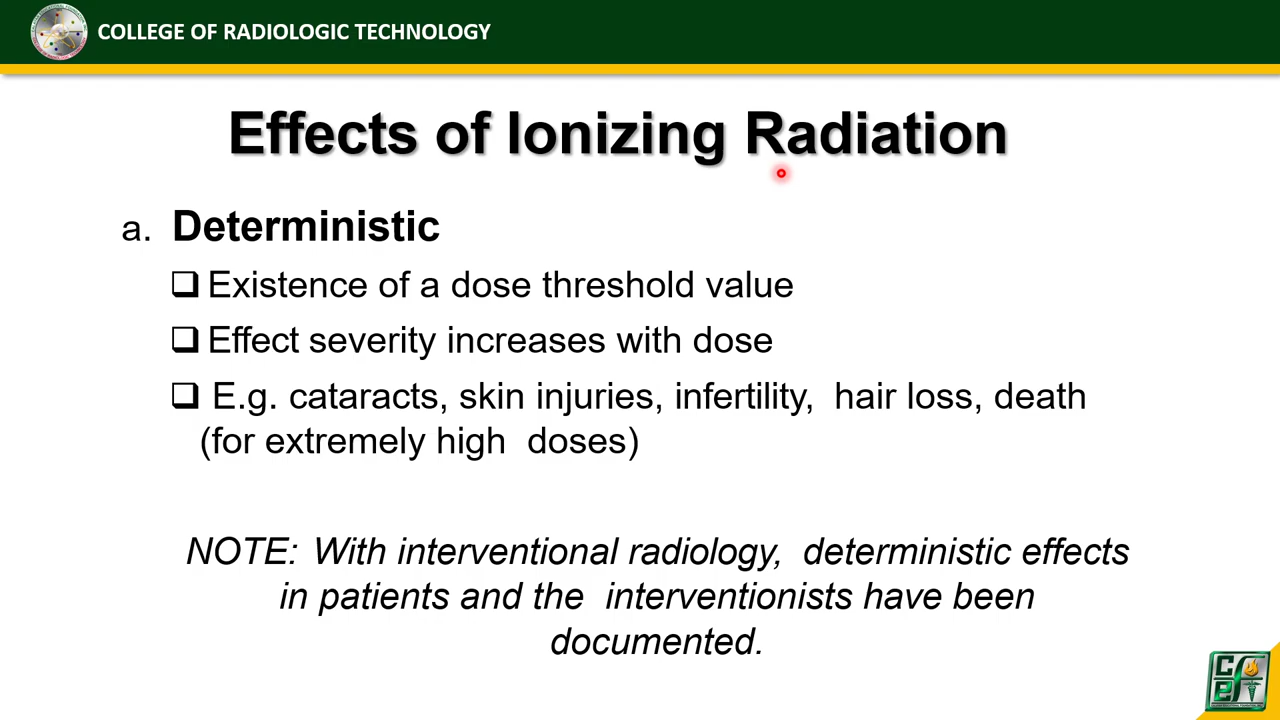 COLLEGE OF RADIOLOGIC TECHNOLOGY
Effects of Ionizing Radiation
a. Deterministic
❑ Existence of a dose threshold value
❑ Effect severity increases with dose
❑ E.g. cataracts, skin injuries, infertility, hair loss, death
(for extremely high doses)
NOTE: With interventional radiology, deterministic effects
in patients and the interventionists have been
documented.